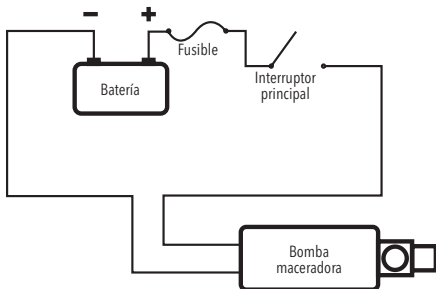 − +
Fusible
Batería
Interruptor
principal
Bomba
maceradora